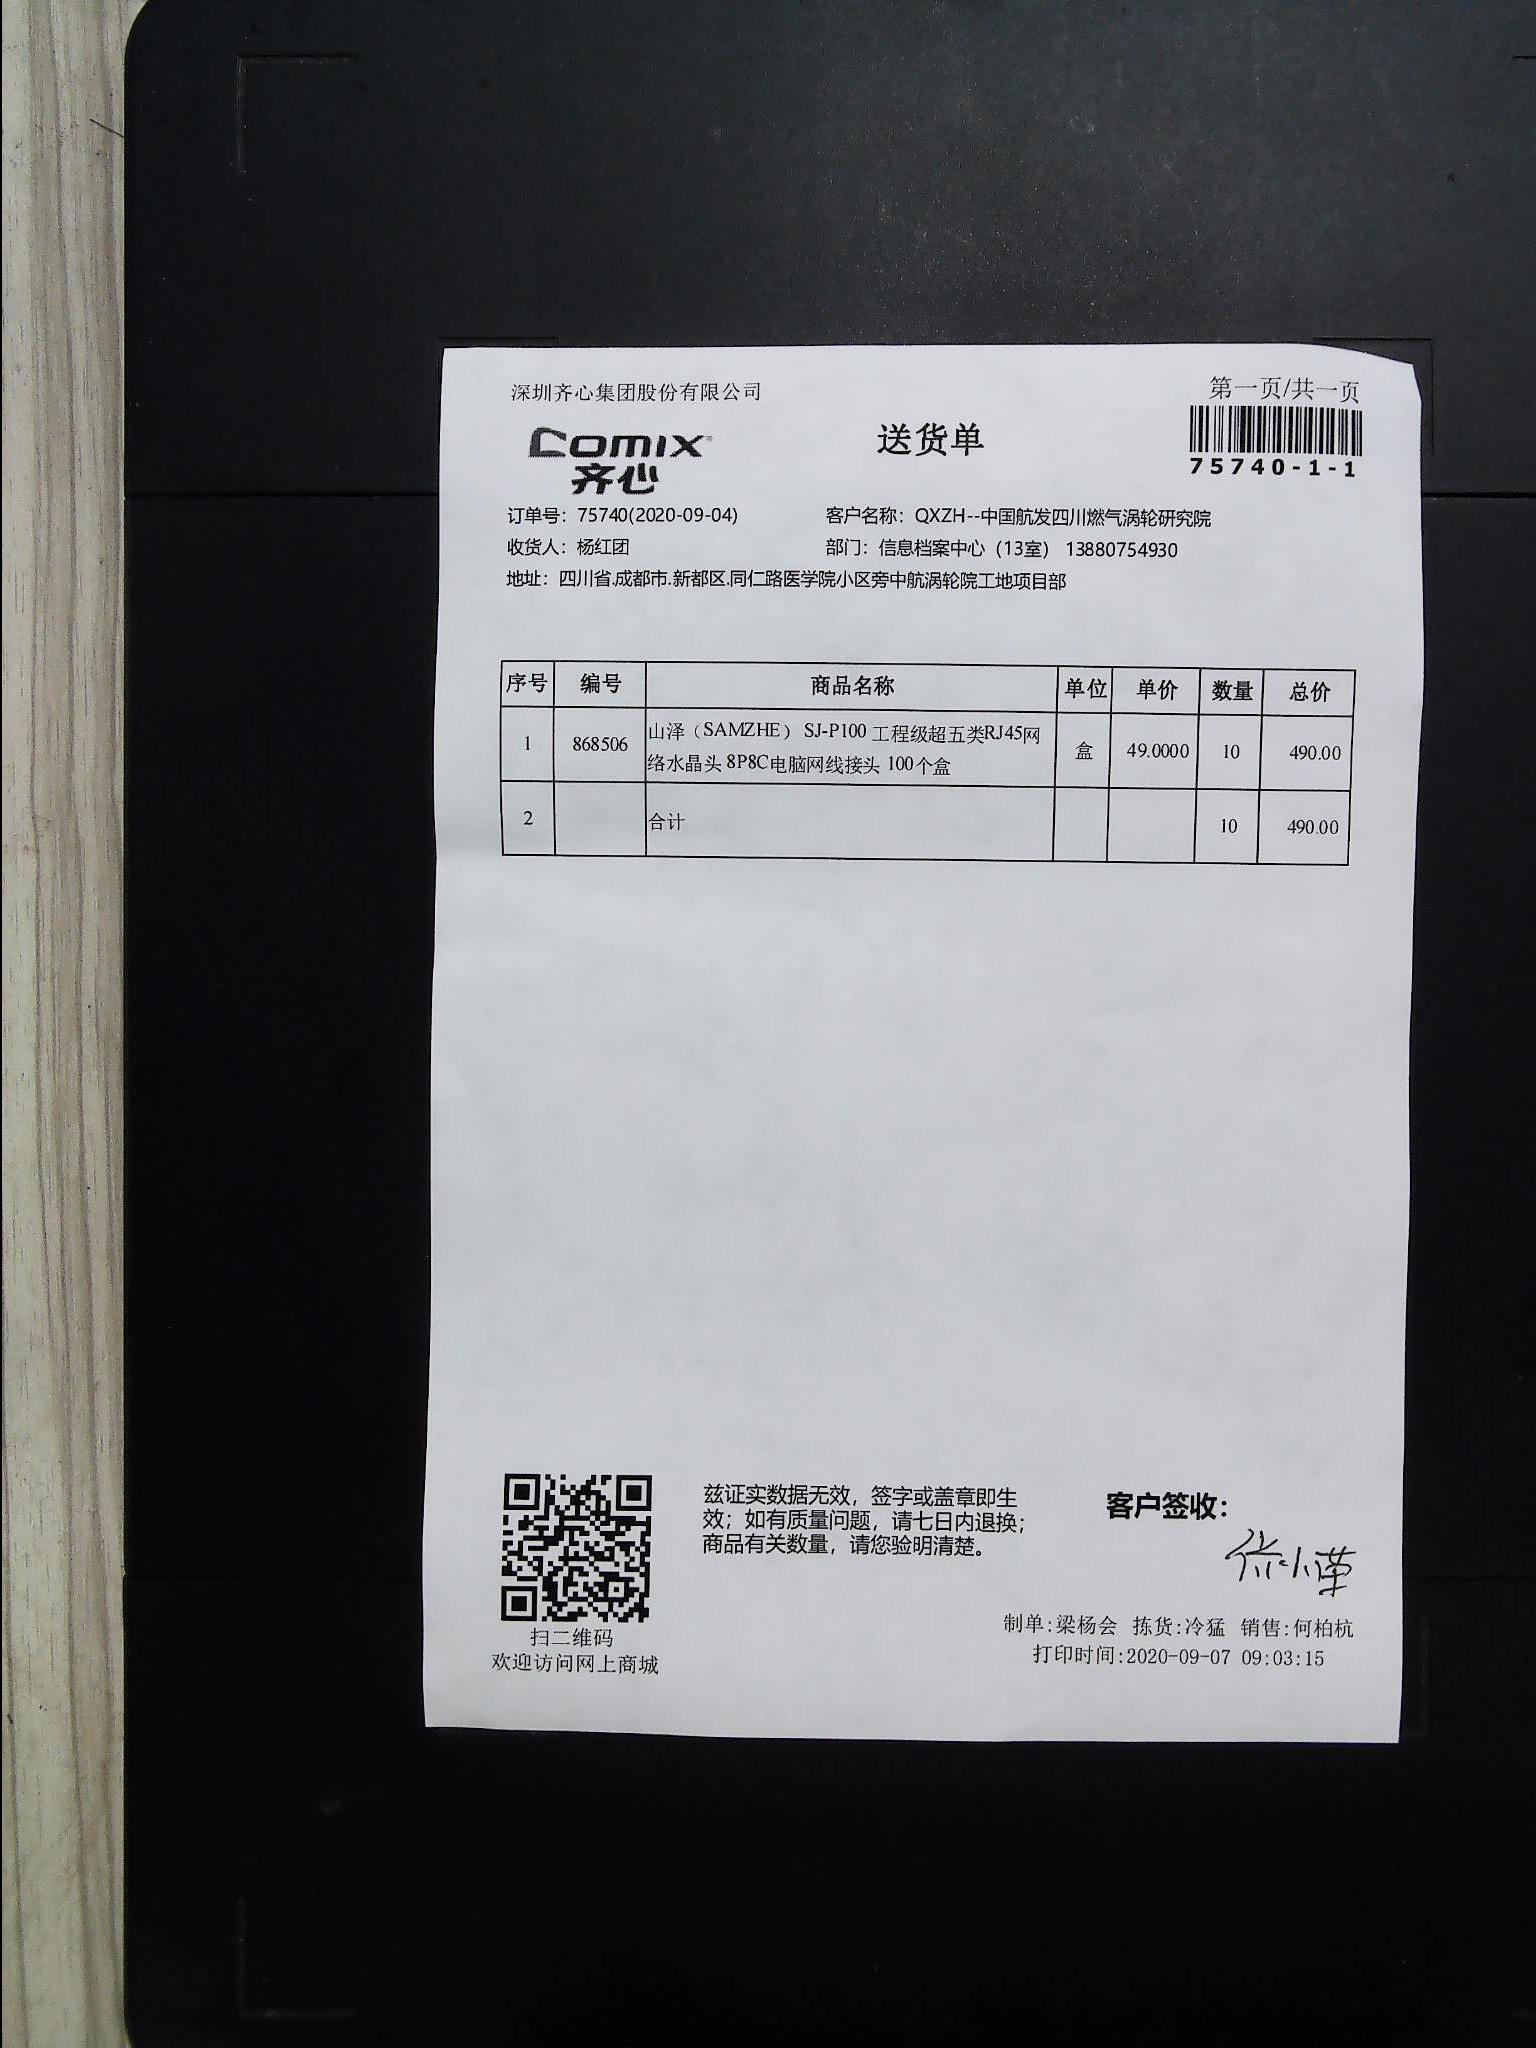 深圳齐心集团股份有限公司
第一页/共一页
COMIX
齐心
送货单
75740-1-1
订单号：75740(2020-09-04)
客户名称：QXZH--中国航发四川燃气涡轮研究院
收货人：杨红团
部门：信息档案中心（13室） 13880754930
地址：四川省.成都市.新都区.同仁路医学院小区旁中航涡轮院工地项目部
序号 编号 商品名称 单位 单价 数量 总价
1 868506 山泽（SAMZHE） SJ-P100 工程级超五类RJ45网
络水晶头 8P8C电脑网线接头 100个盒 盒 49.0000 10 490.00
2 合计 10 490.00
兹证实数据无效，签字或盖章即生
效；如有质量问题，请七日内退换；
商品有关数量，请您验明清楚。
客户签收：
扫二维码
欢迎访问网上商城
制单:梁杨会 拣货:冷猛 销售:何柏杭
打印时间:2020-09-07 09:03:15